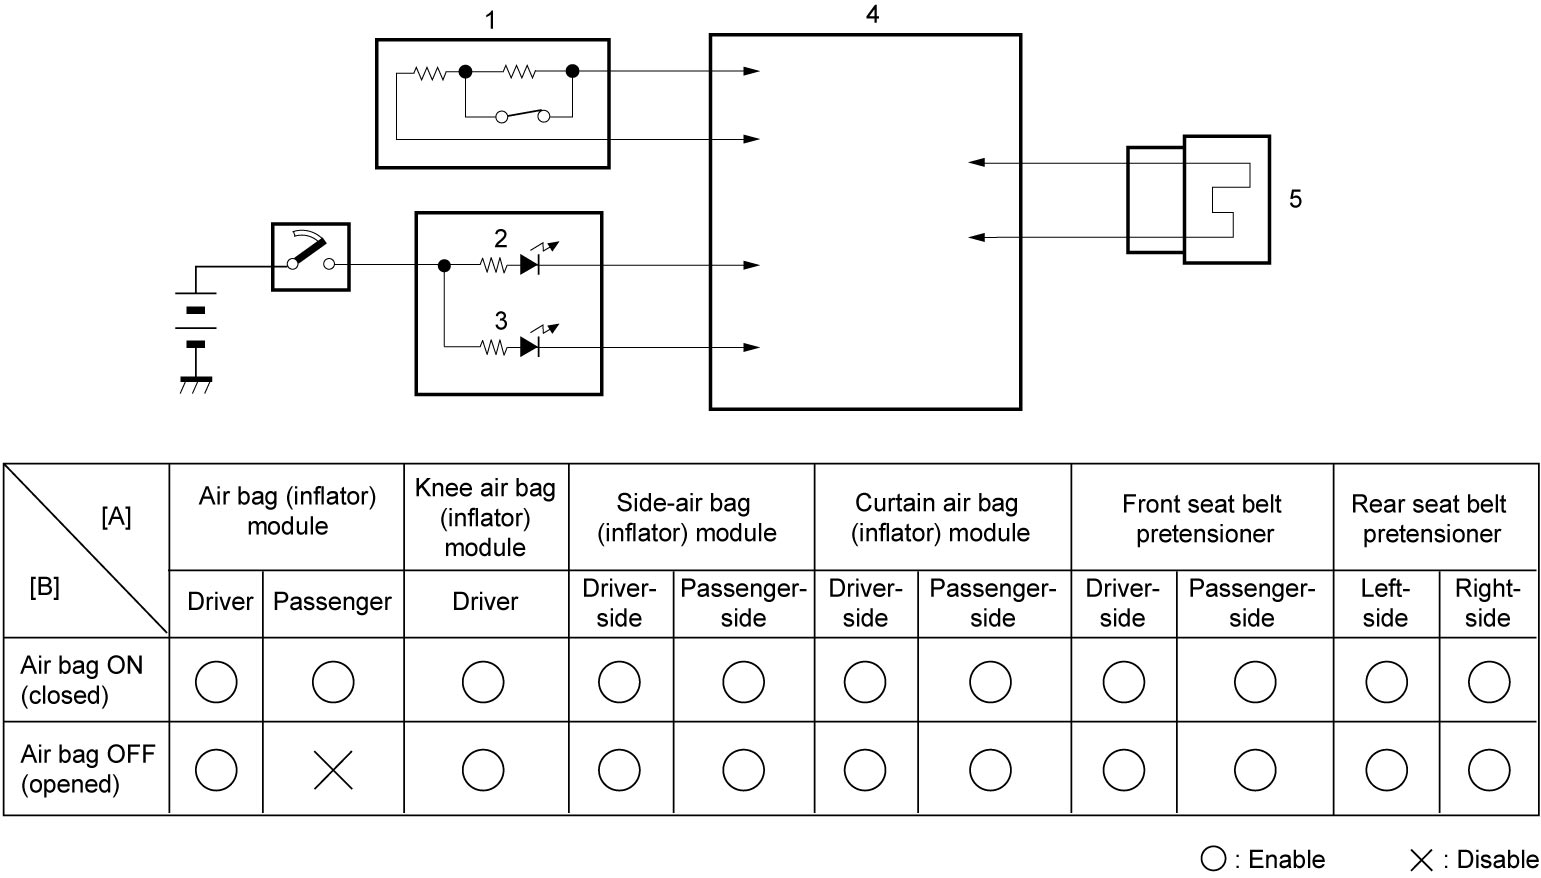 1
4
2
3
5
[A]
[B]
Air bag (inflator)
module
Knee air bag
(inflator)
module
Side-air bag
(inflator) module
Curtain air bag
(inflator) module
Front seat belt
pretensioner
Rear seat belt
pretensioner
Driver
Passenger
Driver
Driver-
side
Passenger-
side
Driver-
side
Passenger-
side
Driver-
side
Passenger-
side
Left-
side
Right-
side
Air bag ON
(closed)
Air bag OFF
(opened)
: Enable
: Disable